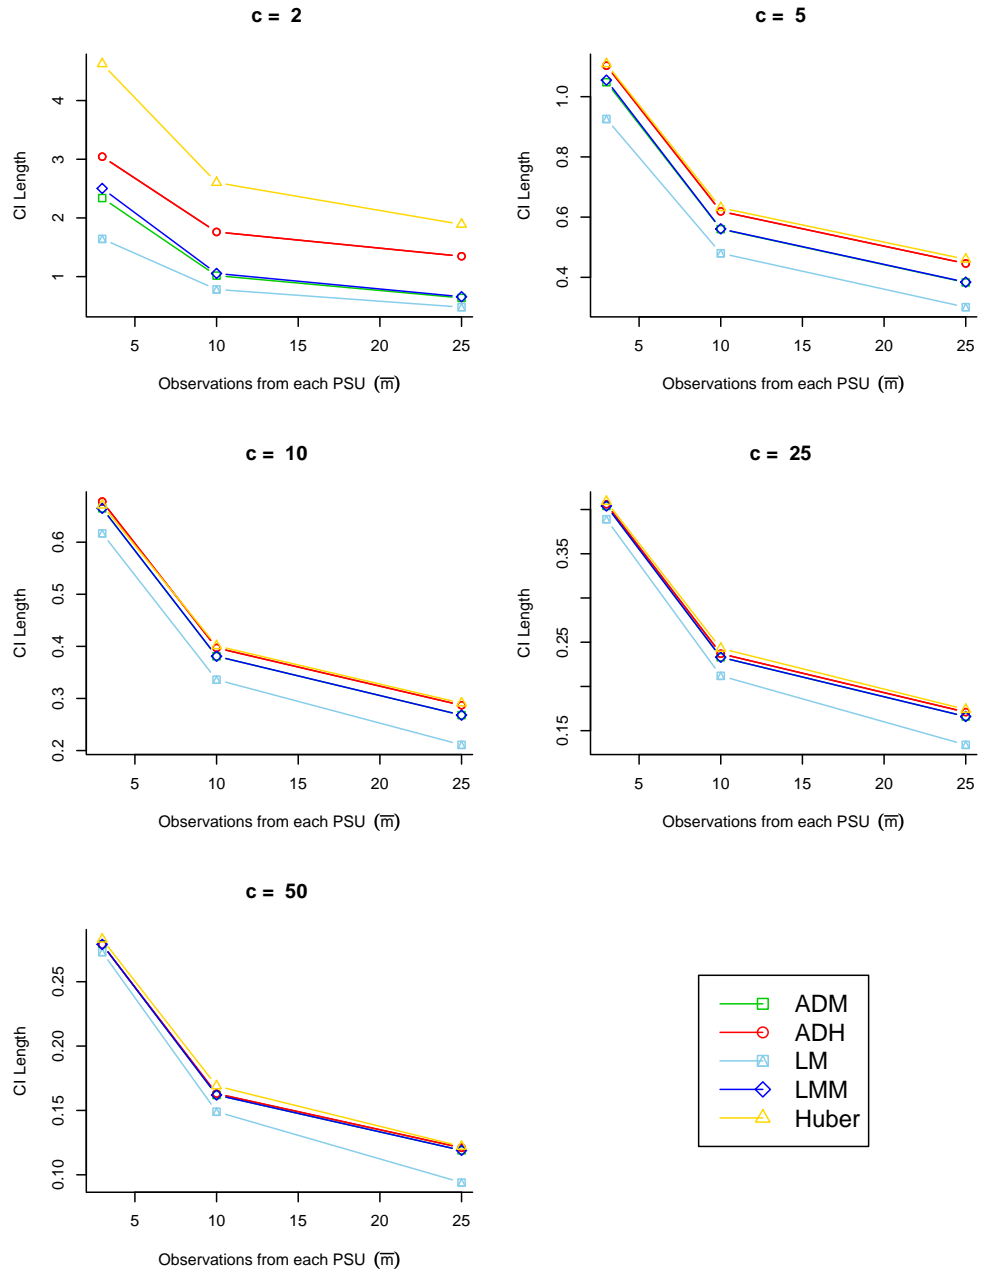 c = 2
CI Length
4
3
2
1
5 10 15 20 25
Observations from each PSU (m̅)
c = 5
CI Length
1.0
0.8
0.6
0.4
5 10 15 20 25
Observations from each PSU (m̅)
c = 10
CI Length
0.6
0.5
0.4
0.3
0.2
5 10 15 20 25
Observations from each PSU (m̅)
c = 25
CI Length
0.35
0.25
0.15
5 10 15 20 25
Observations from each PSU (m̅)
c = 50
CI Length
0.25
0.20
0.15
0.10
5 10 15 20 25
Observations from each PSU (m̅)
ADM
ADH
LM
LMM
Huber